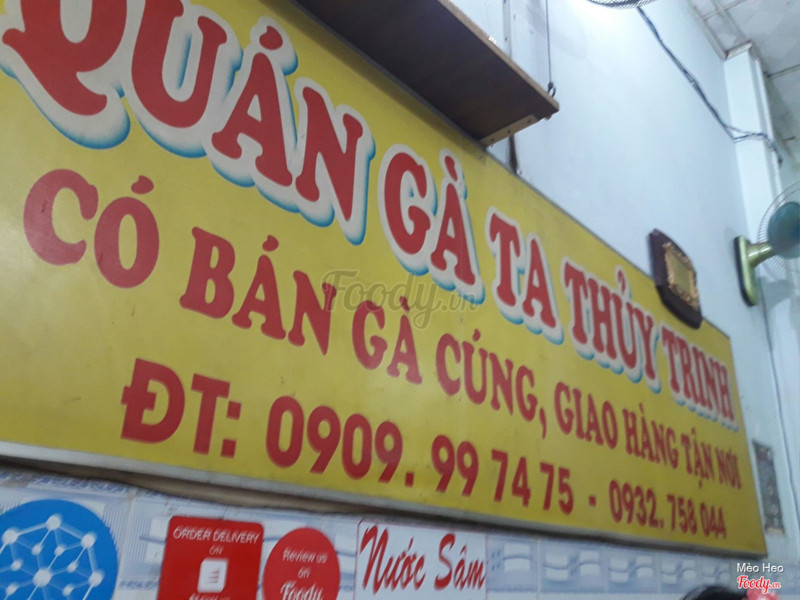 QUÁN GÀ TA THỦY TRINH
CÓ BÁN GÀ CÚNG, GIAO HÀNG TẬN NƠI
ĐT: 0909. 99 74 75 - 0932. 758 044
Foody.vn
ORDER DELIVERY
ON
Review us
on
Foody
Nước Sâm
Mèo Heo
Foody.vn